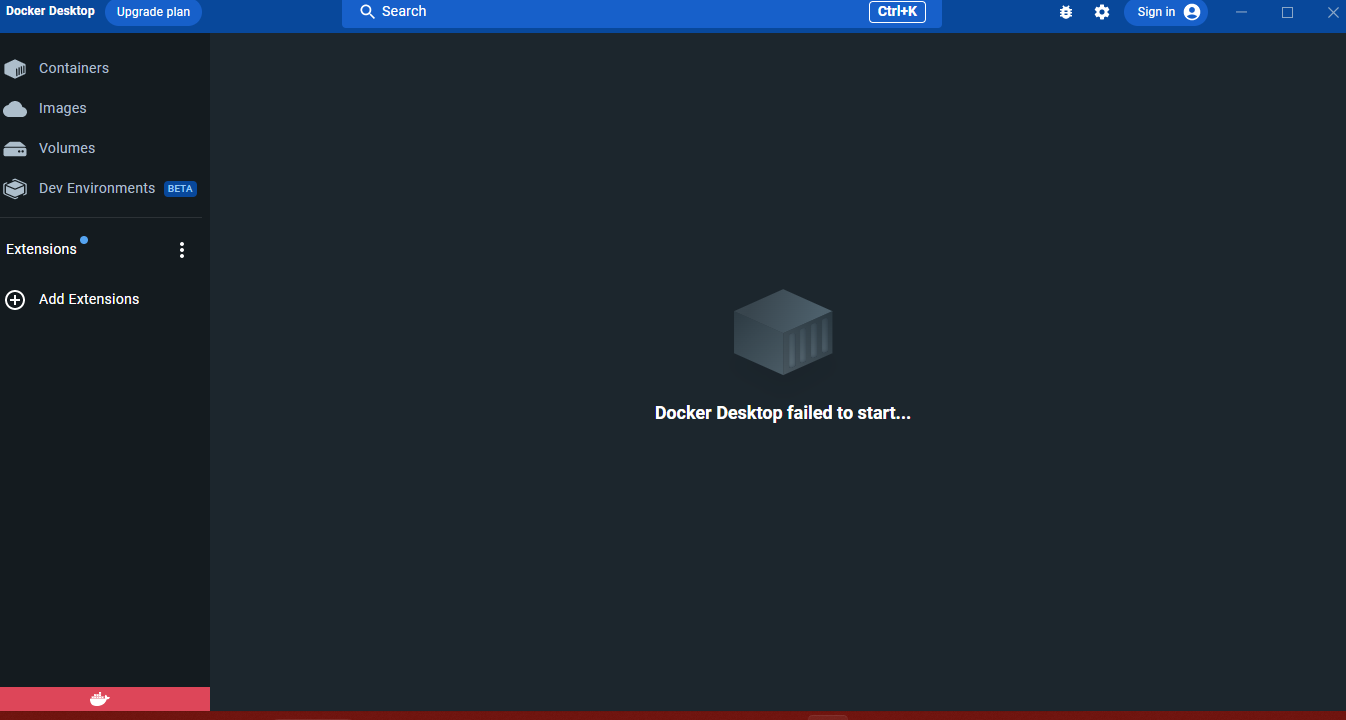 Docker Desktop
Upgrade plan
Search
Ctrl+K
Sign in
Containers
Images
Volumes
Dev Environments BETA
Extensions
Add Extensions
Docker Desktop failed to start...